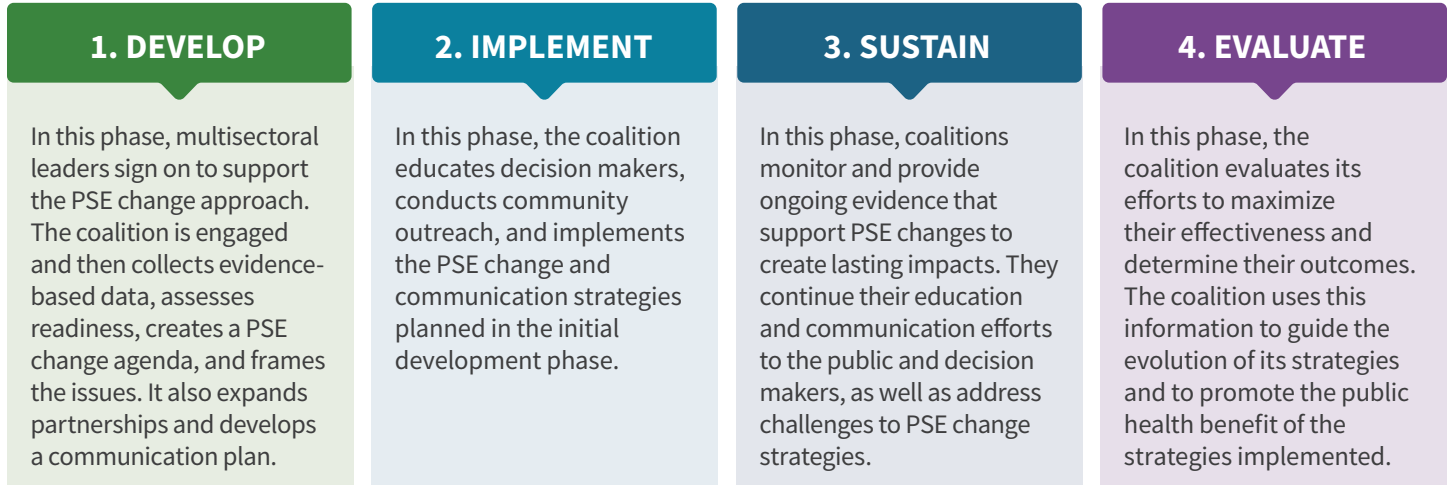 1. DEVELOP
In this phase, multisectoral
leaders sign on to support
the PSE change approach.
The coalition is engaged
and then collects evidence-
based data, assesses
readiness, creates a PSE
change agenda, and frames
the issues. It also expands
partnerships and develops
a communication plan.
2. IMPLEMENT
In this phase, the coalition
educates decision makers,
conducts community
outreach, and implements
the PSE change and
communication strategies
planned in the initial
development phase.
3. SUSTAIN
In this phase, coalitions
monitor and provide
ongoing evidence that
support PSE changes to
create lasting impacts. They
continue their education
and communication efforts
to the public and decision
makers, as well as address
challenges to PSE change
strategies.
4. EVALUATE
In this phase, the
coalition evaluates its
efforts to maximize
their effectiveness and
determine their outcomes.
The coalition uses this
information to guide the
evolution of its strategies
and to promote the public
health benefit of the
strategies implemented.